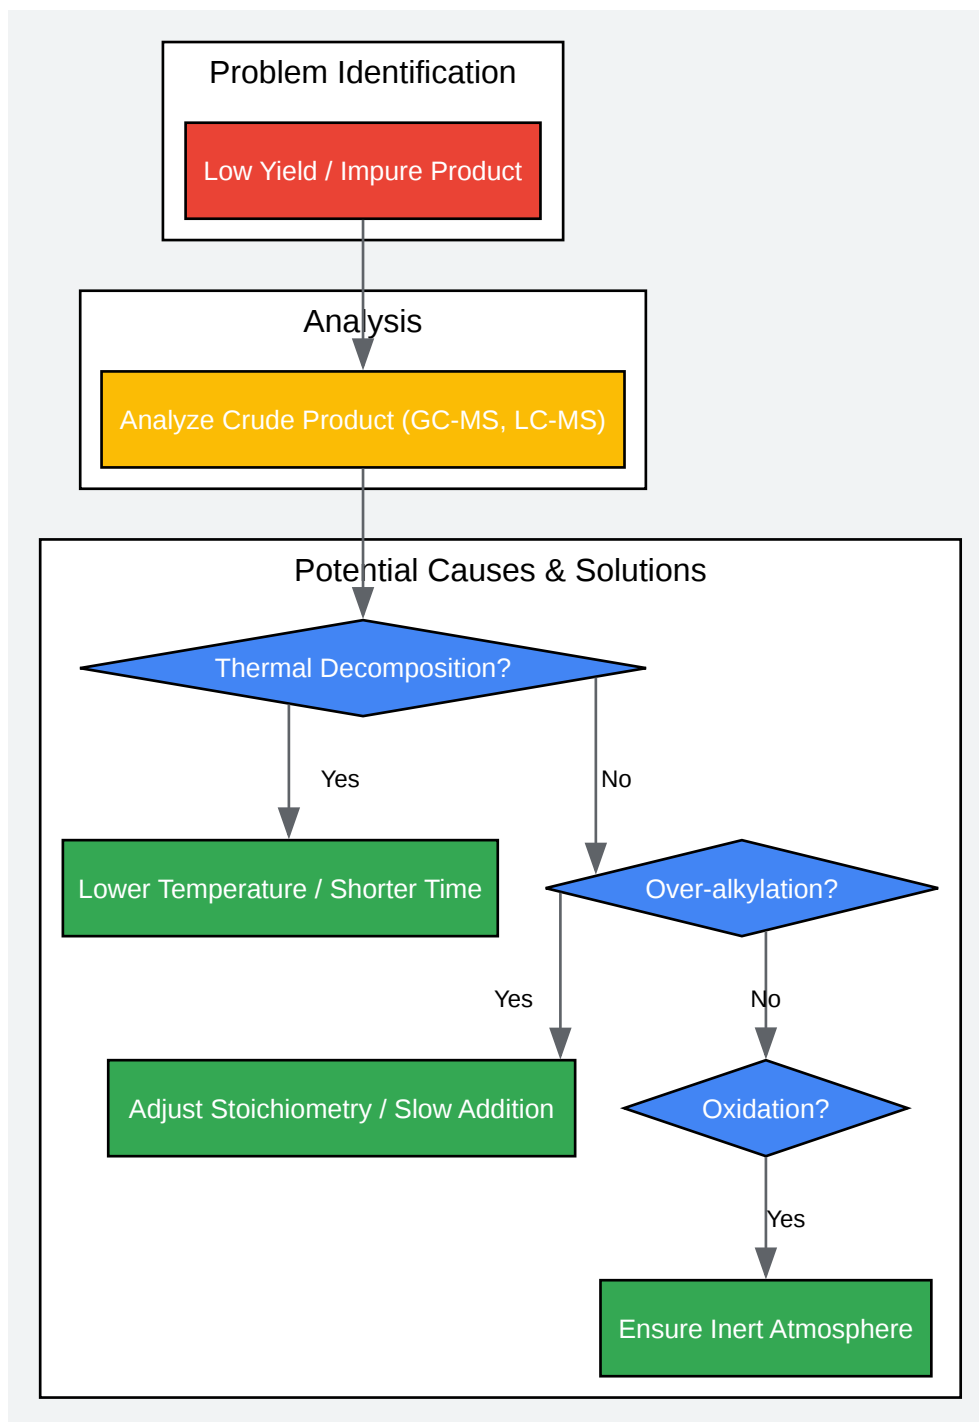 Problem Identification
Low Yield / Impure Product
Analysis
Analyze Crude Product (GC-MS, LC-MS)
Potential Causes & Solutions
Thermal Decomposition?
Yes
No
Lower Temperature / Shorter Time
Over-alkylation?
Yes
No
Adjust Stoichiometry / Slow Addition
Oxidation?
Yes
Ensure Inert Atmosphere